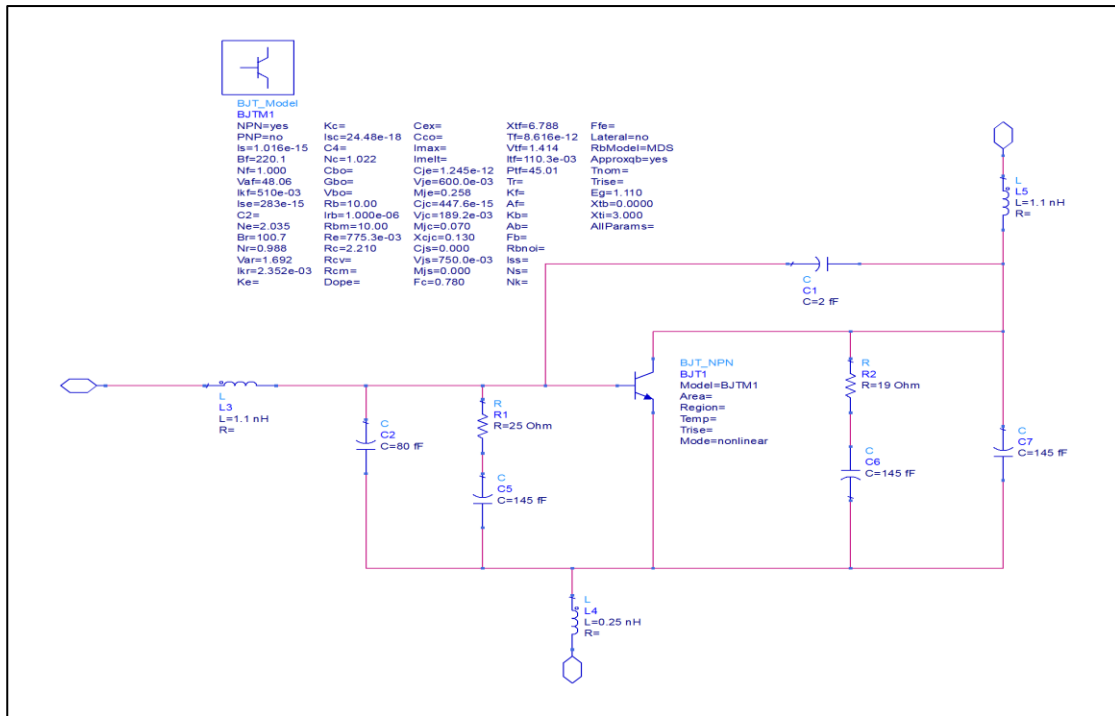 BJT_Model
BJTM1
NPN=yes Kc= Cex= Xtf=6.788 Ffe=
PNP=no Isc=24.48e-18 Cco= Tf=8.616e-12 Lateral=no
Is=1.016e-15 C4= Imax= Vtf=1.414 RbModel=MDS
Bf=220.1 Nc=1.022 Imelt= Itf=110.3e-03 Approxqb=yes
Nf=1.000 Cbo= Cje=1.245e-12 Ptf=45.01 Tnom=
Vaf=48.06 Gbo= Vje=600.0e-03 Tr= Trise=
Ikf=510e-03 Vbo= Mje=0.258 Kf= Eg=1.110
Ise=283e-15 Rb=10.00 Cjc=447.6e-15 Af= Xtb=0.0000
C2= Irb=1.000e-06 Vjc=189.2e-03 Kb= Xti=3.000
Ne=2.035 Rbm=10.00 Mjc=0.070 Ab= AllParams=
Br=100.7 Re=775.3e-03 Xcjc=0.130 Fb=
Nr=0.988 Rc=2.210 Cjs=0.000 Rbnoi=
Var=1.692 Rcv= Vjs=750.0e-03 Iss=
Ikr=2.352e-03 Rcm= Mjs=0.000 Ns=
Ke= Dope= Fc=0.780 Nk=
L
L5
L=1.1 nH
R=
C
C1
C=2 fF
BJT_NPN
BJT1
Model=BJTM1
Area=
Region=
Temp=
Trise=
Mode=nonlinear
R
R2
R=19 Ohm
L
L3
L=1.1 nH
R=
R
R1
R=25 Ohm
C
C2
C=80 fF
C
C7
C=145 fF
C
C6
C=145 fF
C
C5
C=145 fF
L
L4
L=0.25 nH
R=